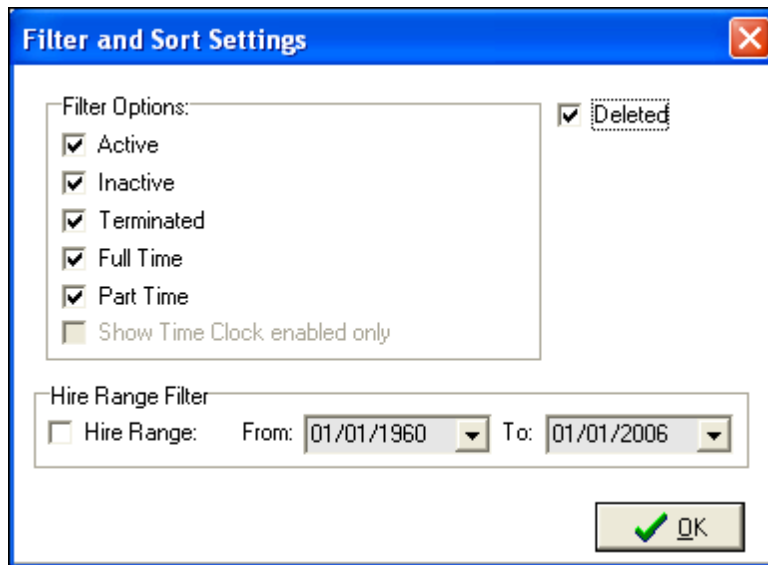 Filter and Sort Settings
Filter Options:
Deleted
Active
Inactive
Terminated
Full Time
Part Time
Show Time Clock enabled only
Hire Range Filter
Hire Range: From: 01/01/1960 To: 01/01/2006
OK